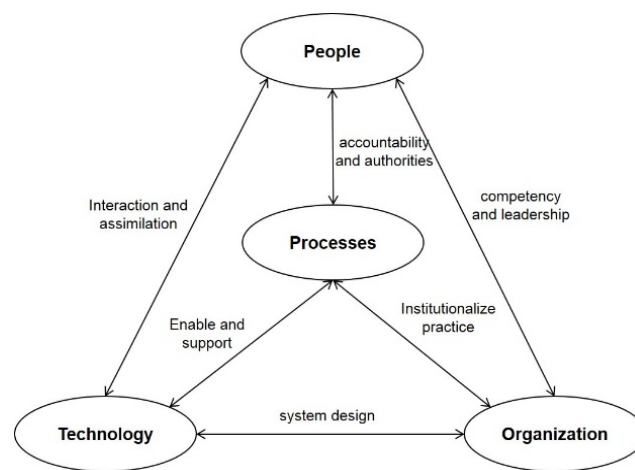 People
accountability
and authorities
Interaction and
assimilation
competency
and leadership
Processes
Enable and
support
Institutionalize
practice
system design
Technology
Organization